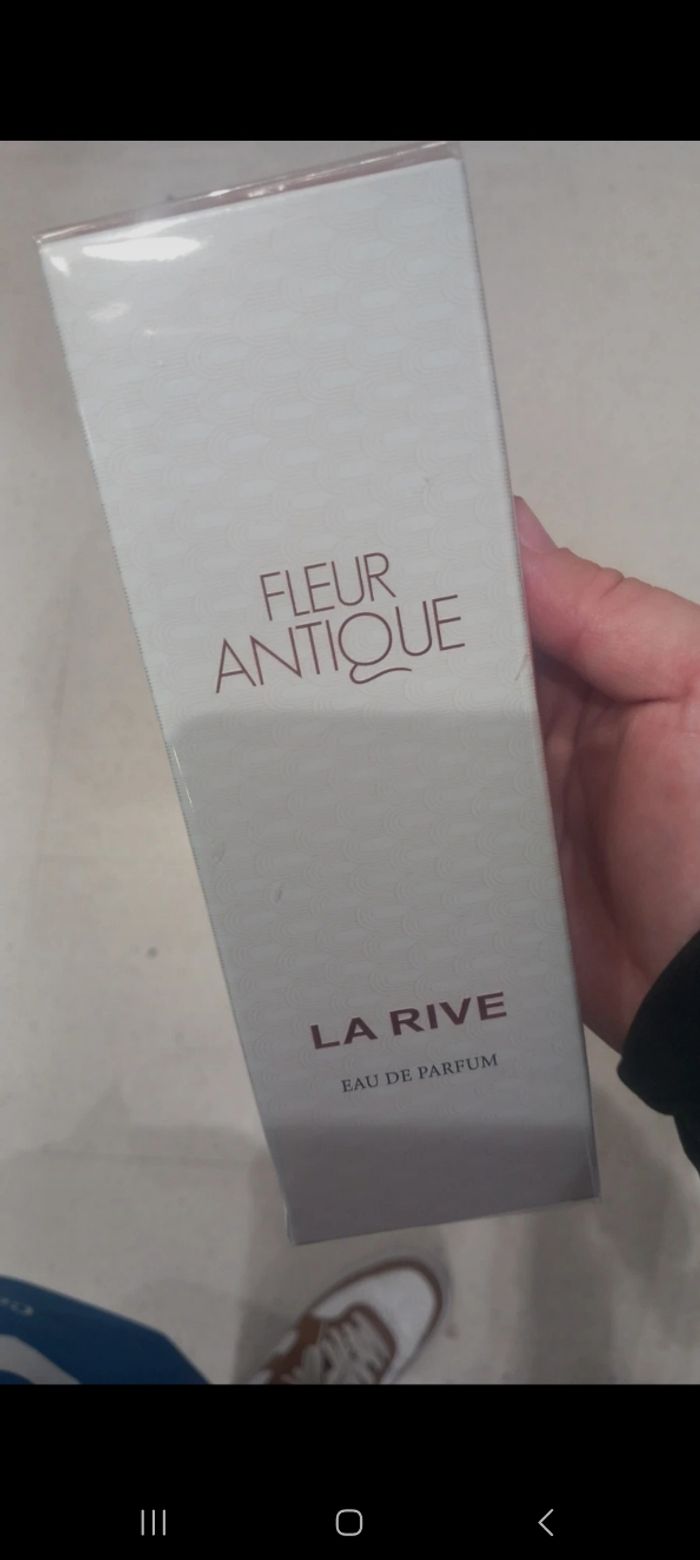 FLEUR
ANTIQUE
LA RIVE
EAU DE PARFUM